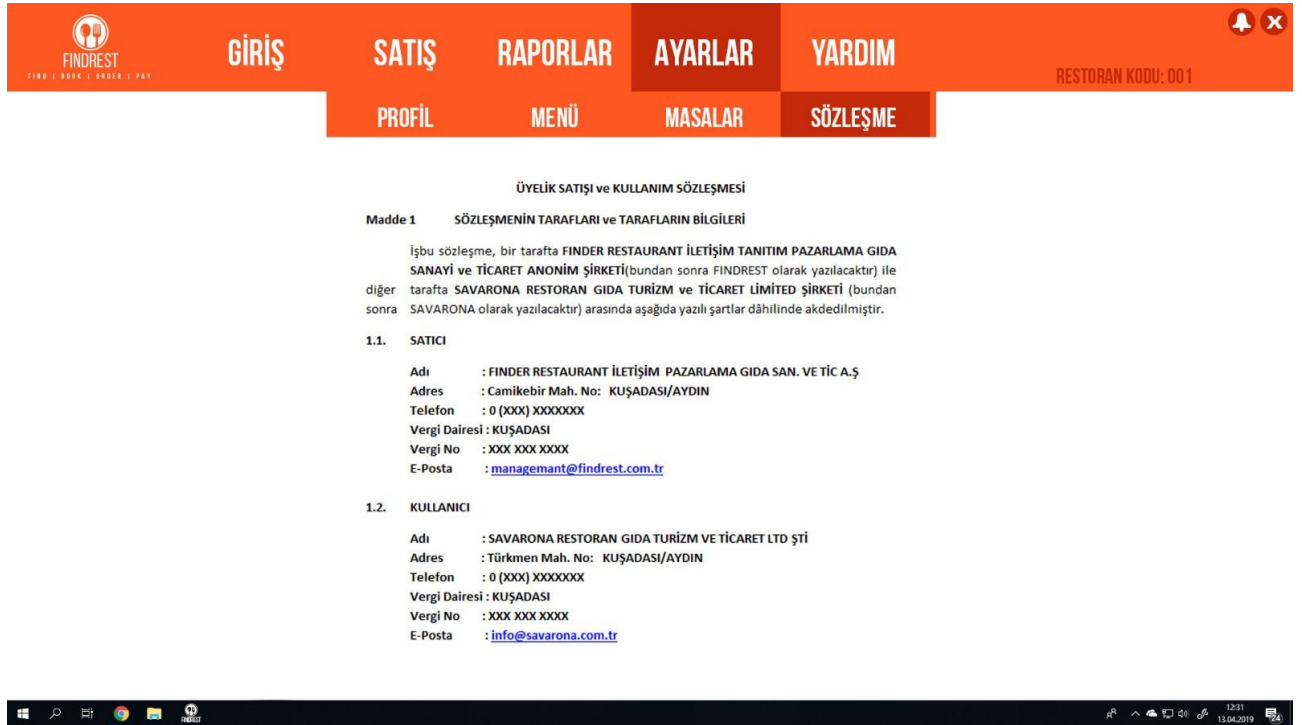 FINDREST
FIND | BOOK | ORDER | PAY
GİRİŞ
SATIŞ
RAPORLAR
AYARLAR
YARDIM
X
RESTORAN KODU: 001
PROFİL
MENÜ
MASALAR
SÖZLEŞME
ÜYELİK SATIŞI ve KULLANIM SÖZLEŞMESİ
Madde 1 SÖZLEŞMENİN TARAFLARI ve TARAFLARIN BİLGİLERİ
İşbu sözleşme, bir tarafta FINDER RESTAURANT İLETİŞİM TANITIM PAZARLAMA GIDA
SANAYİ ve TİCARET ANONİM ŞİRKETİ(bundan sonra FINDREST olarak yazılacaktır) ile
diğer tarafta SAVARONA RESTORAN GIDA TURİZM ve TİCARET LİMİTED ŞİRKETİ (bundan
sonra SAVARONA olarak yazılacaktır) arasında aşağıda yazılı şartlar dâhilinde akdedilmiştir.
1.1. SATICI
Adı : FINDER RESTAURANT İLETİŞİM PAZARLAMA GIDA SAN. VE TİC A.Ş
Adres : Camikebir Mah. No: KUŞADASI/AYDIN
Telefon : 0 (XXX) XXXXXXX
Vergi Dairesi : KUŞADASI
Vergi No : XXX XXX XXXX
E-Posta : managemant@findrest.com.tr
1.2. KULLANICI
Adı : SAVARONA RESTORAN GIDA TURİZM VE TİCARET LTD ŞTİ
Adres : Türkmen Mah. No: KUŞADASI/AYDIN
Telefon : 0 (XXX) XXXXXXX
Vergi Dairesi : KUŞADASI
Vergi No : XXX XXX XXXX
E-Posta : info@savarona.com.tr
FINDREST
12:31
13.04.2019
24